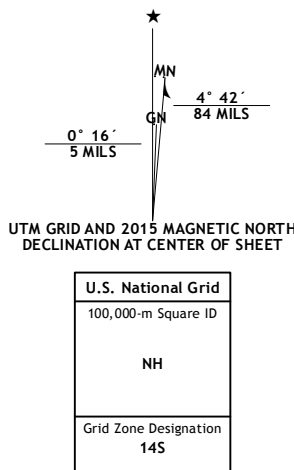 MN
GN
4° 42´
84 MILS
0° 16´
5 MILS
UTM GRID AND 2015 MAGNETIC NORTH
DECLINATION AT CENTER OF SHEET
U.S. National Grid
100,000-m Square ID
NH
Grid Zone Designation
14S